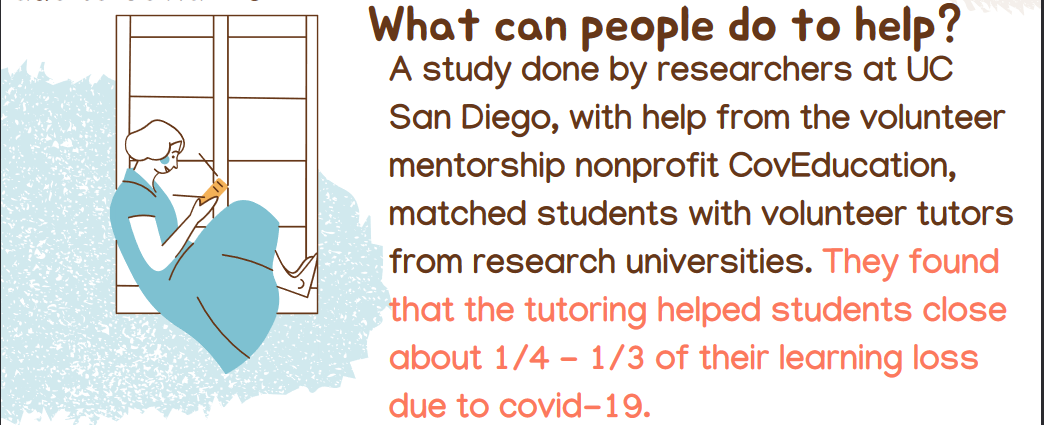 What can people do to help?
A study done by researchers at UC
San Diego, with help from the volunteer
mentorship nonprofit CovEducation,
matched students with volunteer tutors
from research universities. They found
that the tutoring helped students close
about 1/4 - 1/3 of their learning loss
due to covid-19.